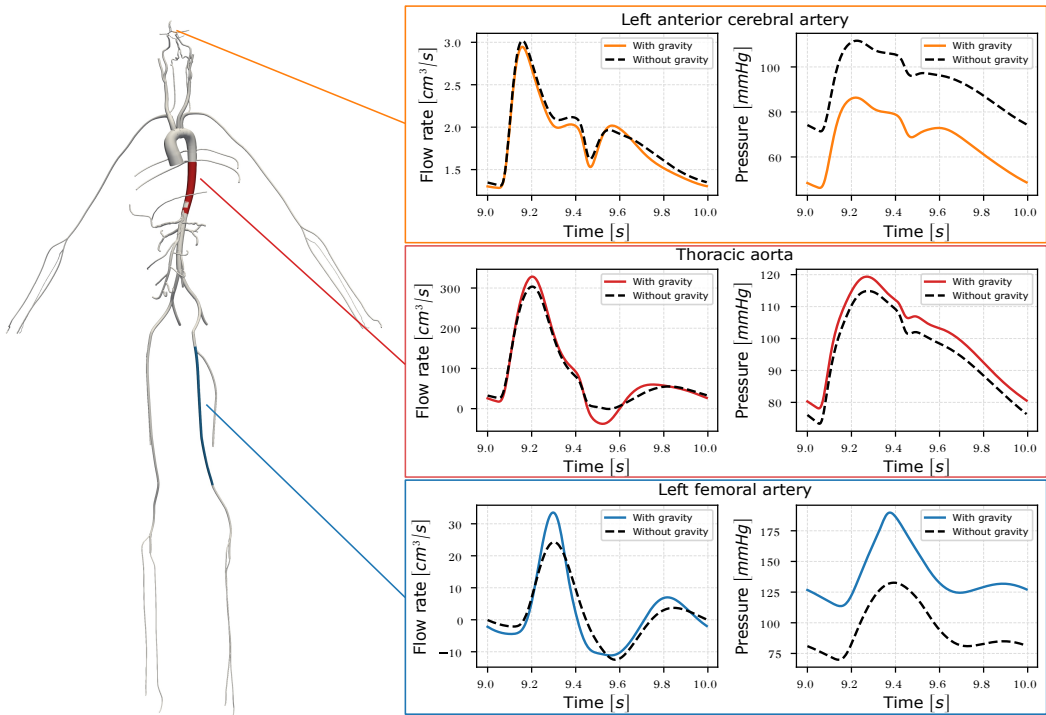 Left anterior cerebral artery
Flow rate [cm³/s]
3.0
2.5
2.0
1.5
With gravity
Without gravity
9.0 9.2 9.4 9.6 9.8 10.0
Time [s]
Pressure [mmHg]
100
80
60
With gravity
Without gravity
9.0 9.2 9.4 9.6 9.8 10.0
Time [s]
Thoracic aorta
Flow rate [cm³/s]
300
200
100
0
With gravity
Without gravity
9.0 9.2 9.4 9.6 9.8 10.0
Time [s]
Pressure [mmHg]
120
110
100
90
80
With gravity
Without gravity
9.0 9.2 9.4 9.6 9.8 10.0
Time [s]
Left femoral artery
Flow rate [cm³/s]
30
20
10
0
−10
With gravity
Without gravity
9.0 9.2 9.4 9.6 9.8 10.0
Time [s]
Pressure [mmHg]
175
150
125
100
75
With gravity
Without gravity
9.0 9.2 9.4 9.6 9.8 10.0
Time [s]